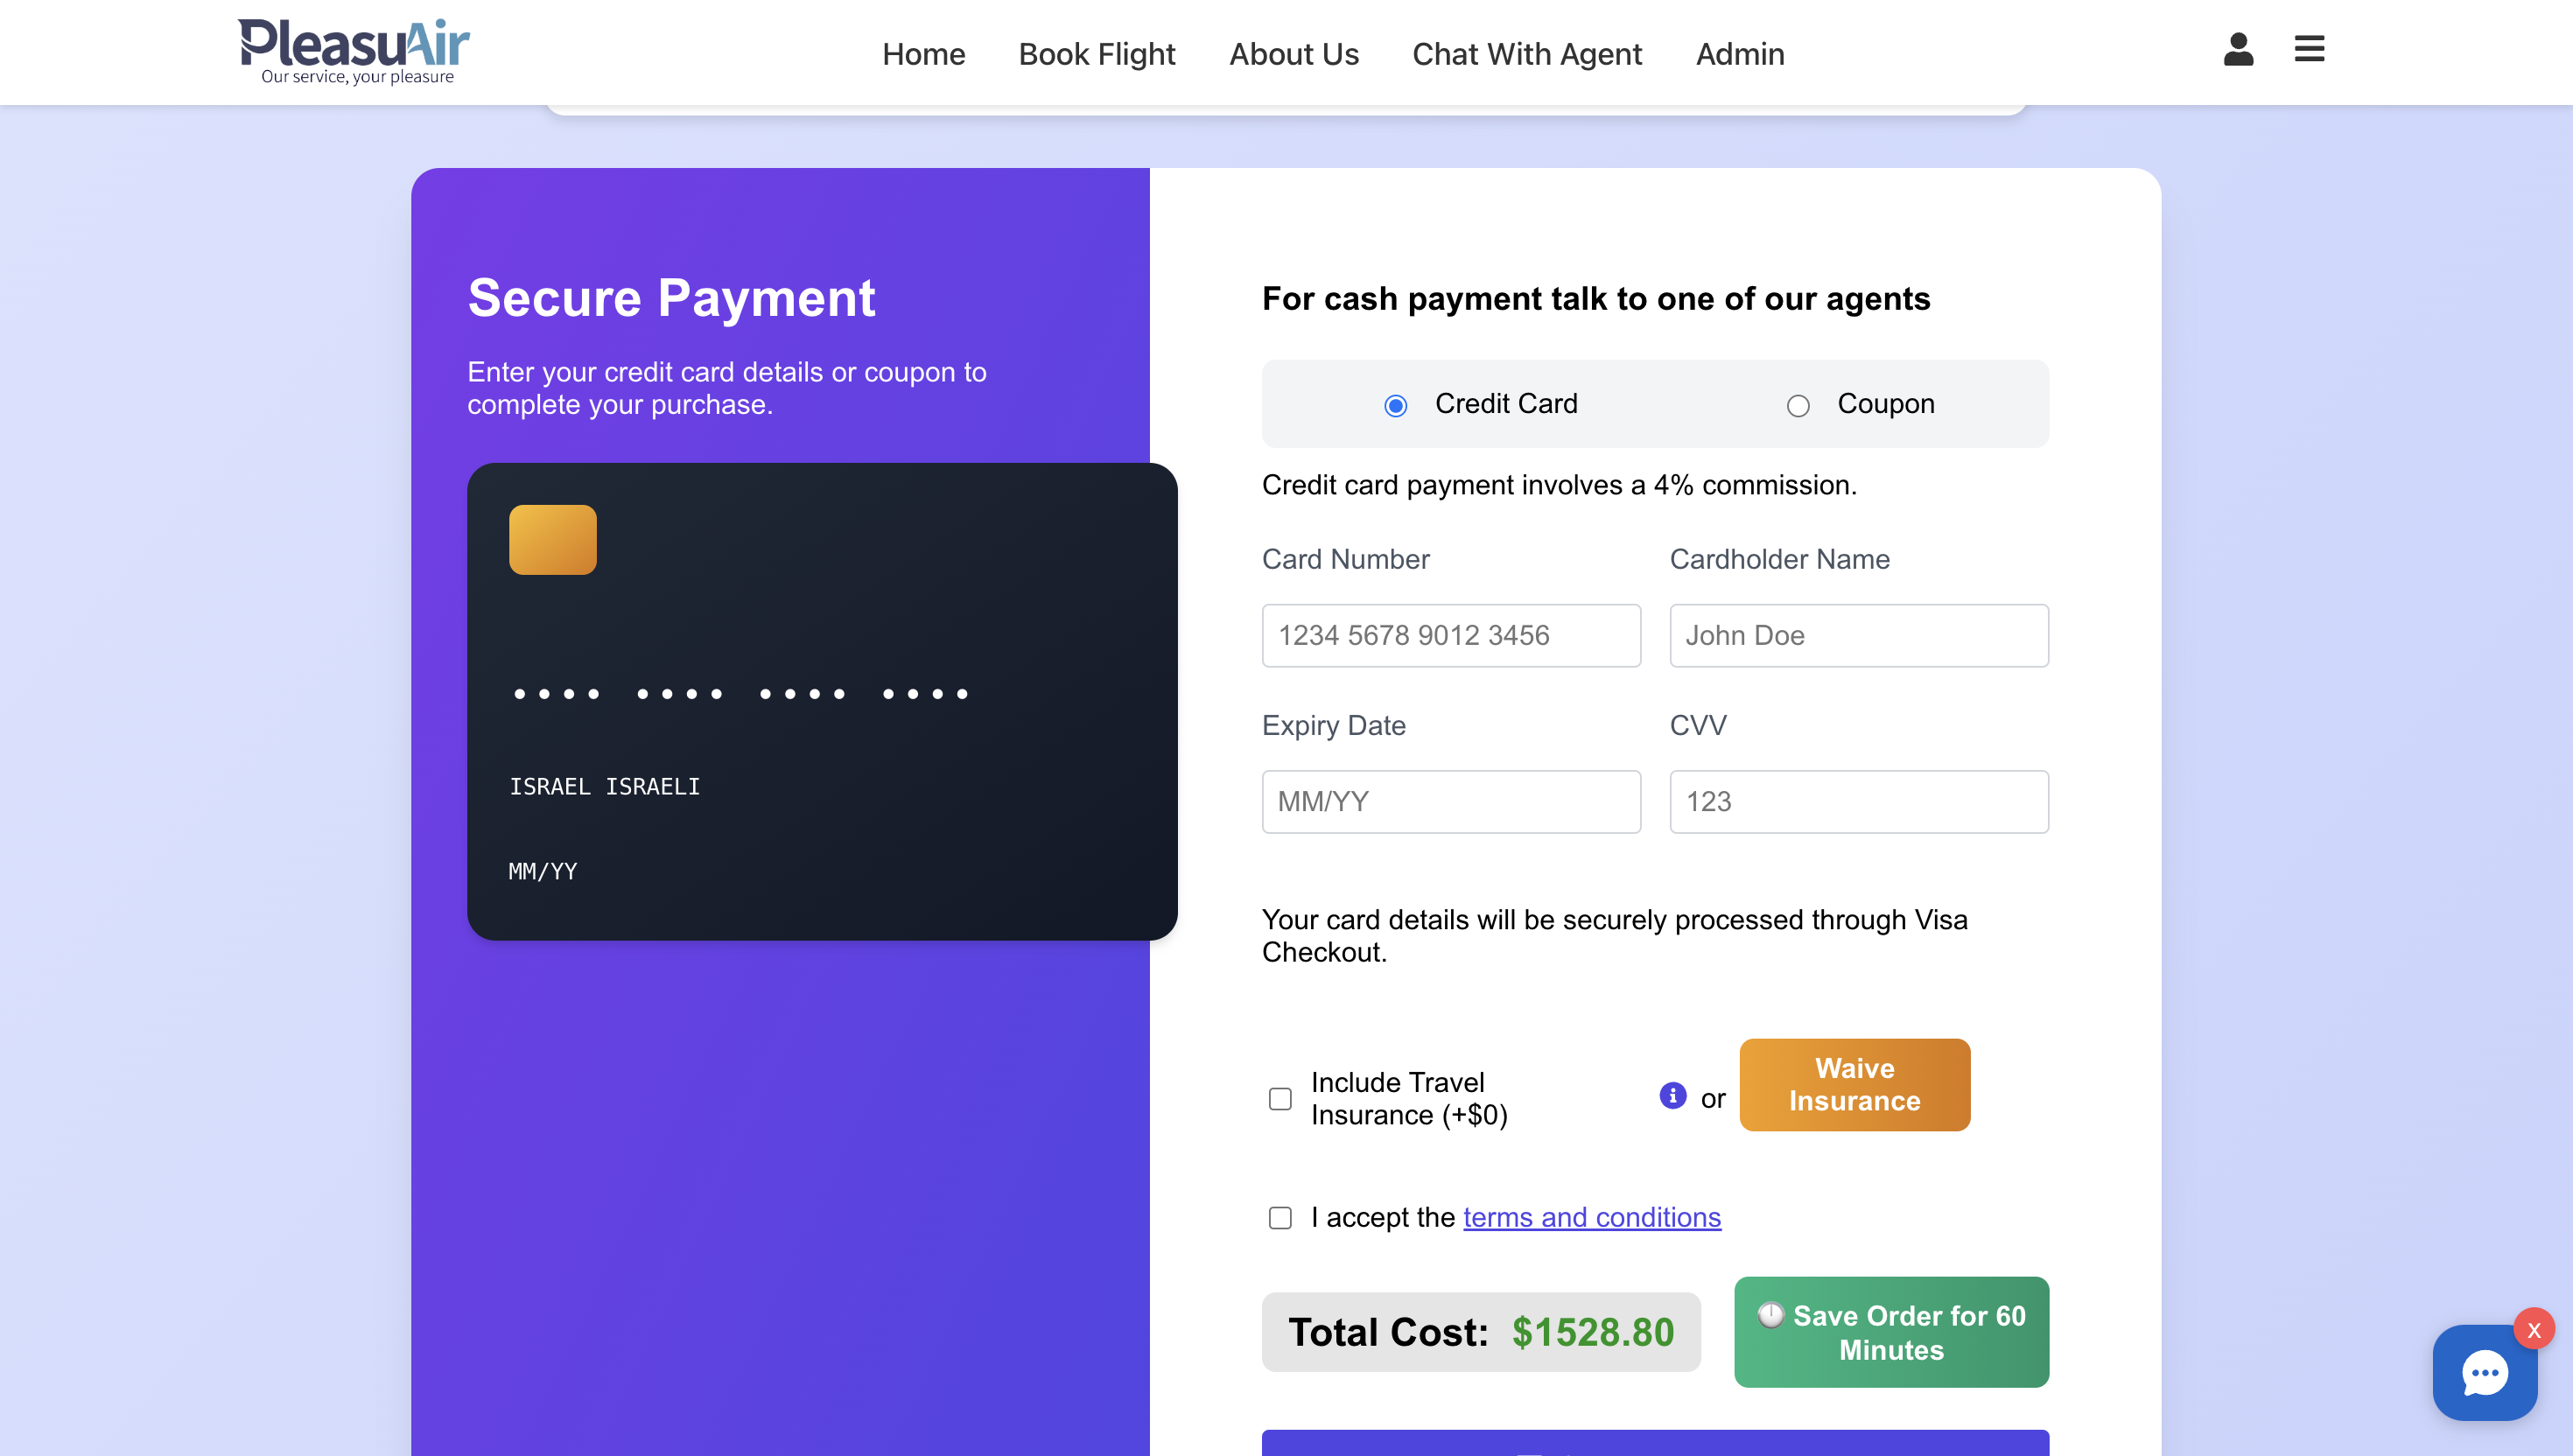 PleasuAir
Our service, your pleasure
Home
Book Flight
About Us
Chat With Agent
Admin
Secure Payment
Enter your credit card details or coupon to
complete your purchase.
•••• •••• •••• ••••
ISRAEL ISRAELI
MM/YY
For cash payment talk to one of our agents
Credit Card
Coupon
Credit card payment involves a 4% commission.
Card Number
Cardholder Name
1234 5678 9012 3456
John Doe
Expiry Date
CVV
MM/YY
123
Your card details will be securely processed through Visa
Checkout.
Include Travel
Insurance (+$0)
or
Waive
Insurance
I accept the terms and conditions
Total Cost: $1528.80
Save Order for 60
Minutes
x